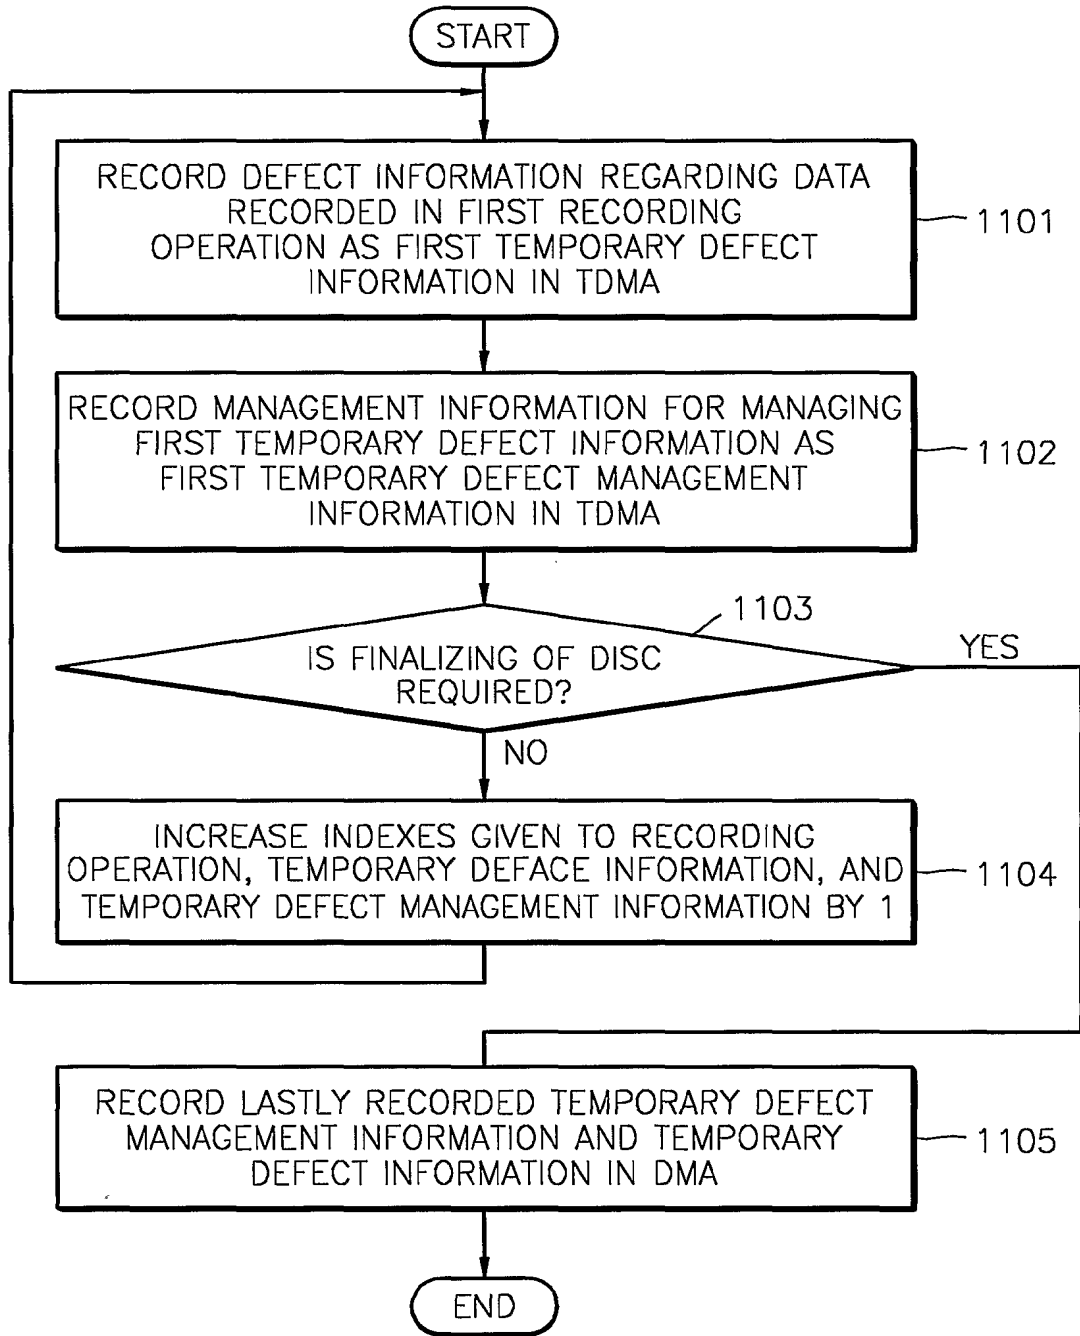 START
RECORD DEFECT INFORMATION REGARDING DATA
RECORDED IN FIRST RECORDING
OPERATION AS FIRST TEMPORARY DEFECT
INFORMATION IN TDMA
1101
RECORD MANAGEMENT INFORMATION FOR MANAGING
FIRST TEMPORARY DEFECT INFORMATION AS
FIRST TEMPORARY DEFECT MANAGEMENT
INFORMATION IN TDMA
1102
1103
IS FINALIZING OF DISC
REQUIRED?
YES
NO
INCREASE INDEXES GIVEN TO RECORDING
OPERATION, TEMPORARY DEFACE INFORMATION, AND
TEMPORARY DEFECT MANAGEMENT INFORMATION BY 1
1104
RECORD LASTLY RECORDED TEMPORARY DEFECT
MANAGEMENT INFORMATION AND TEMPORARY
DEFECT INFORMATION IN DMA
1105
END